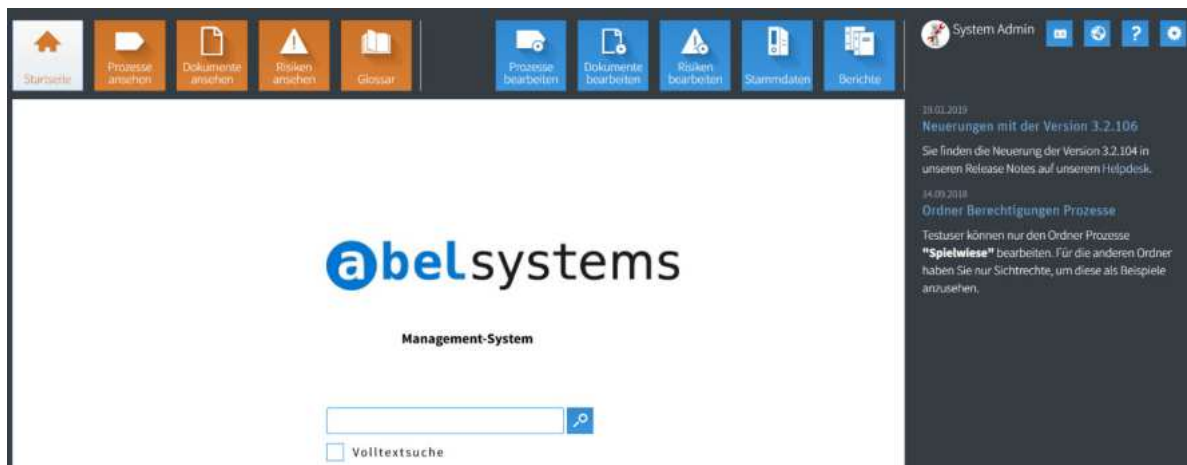 Startseite
Prozesse
ansehen
Dokumente
ansehen
Risiken
ansehen
Glossar
Prozesse
bearbeiten
Dokumente
bearbeiten
Risiken
bearbeiten
Stammdaten
Berichte
System Admin
?
19.02.2019
Neuerungen mit der Version 3.2.106
Sie finden die Neuerung der Version 3.2.104 in
unseren Release Notes auf unserem Helpdesk.
14.09.2018
Ordner Berechtigungen Prozesse
Testuser können nur den Ordner Prozesse
"Spielwiese" bearbeiten. Für die anderen Ordner
haben Sie nur Sichtrechte, um diese als Beispiele
anzusehen.
abelsystems
Management-System
Volltextsuche